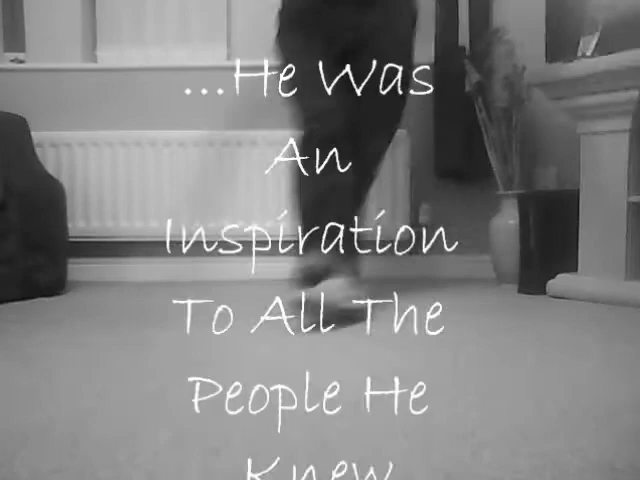 ...He Was
An
Inspiration
To All The
People He
Knew